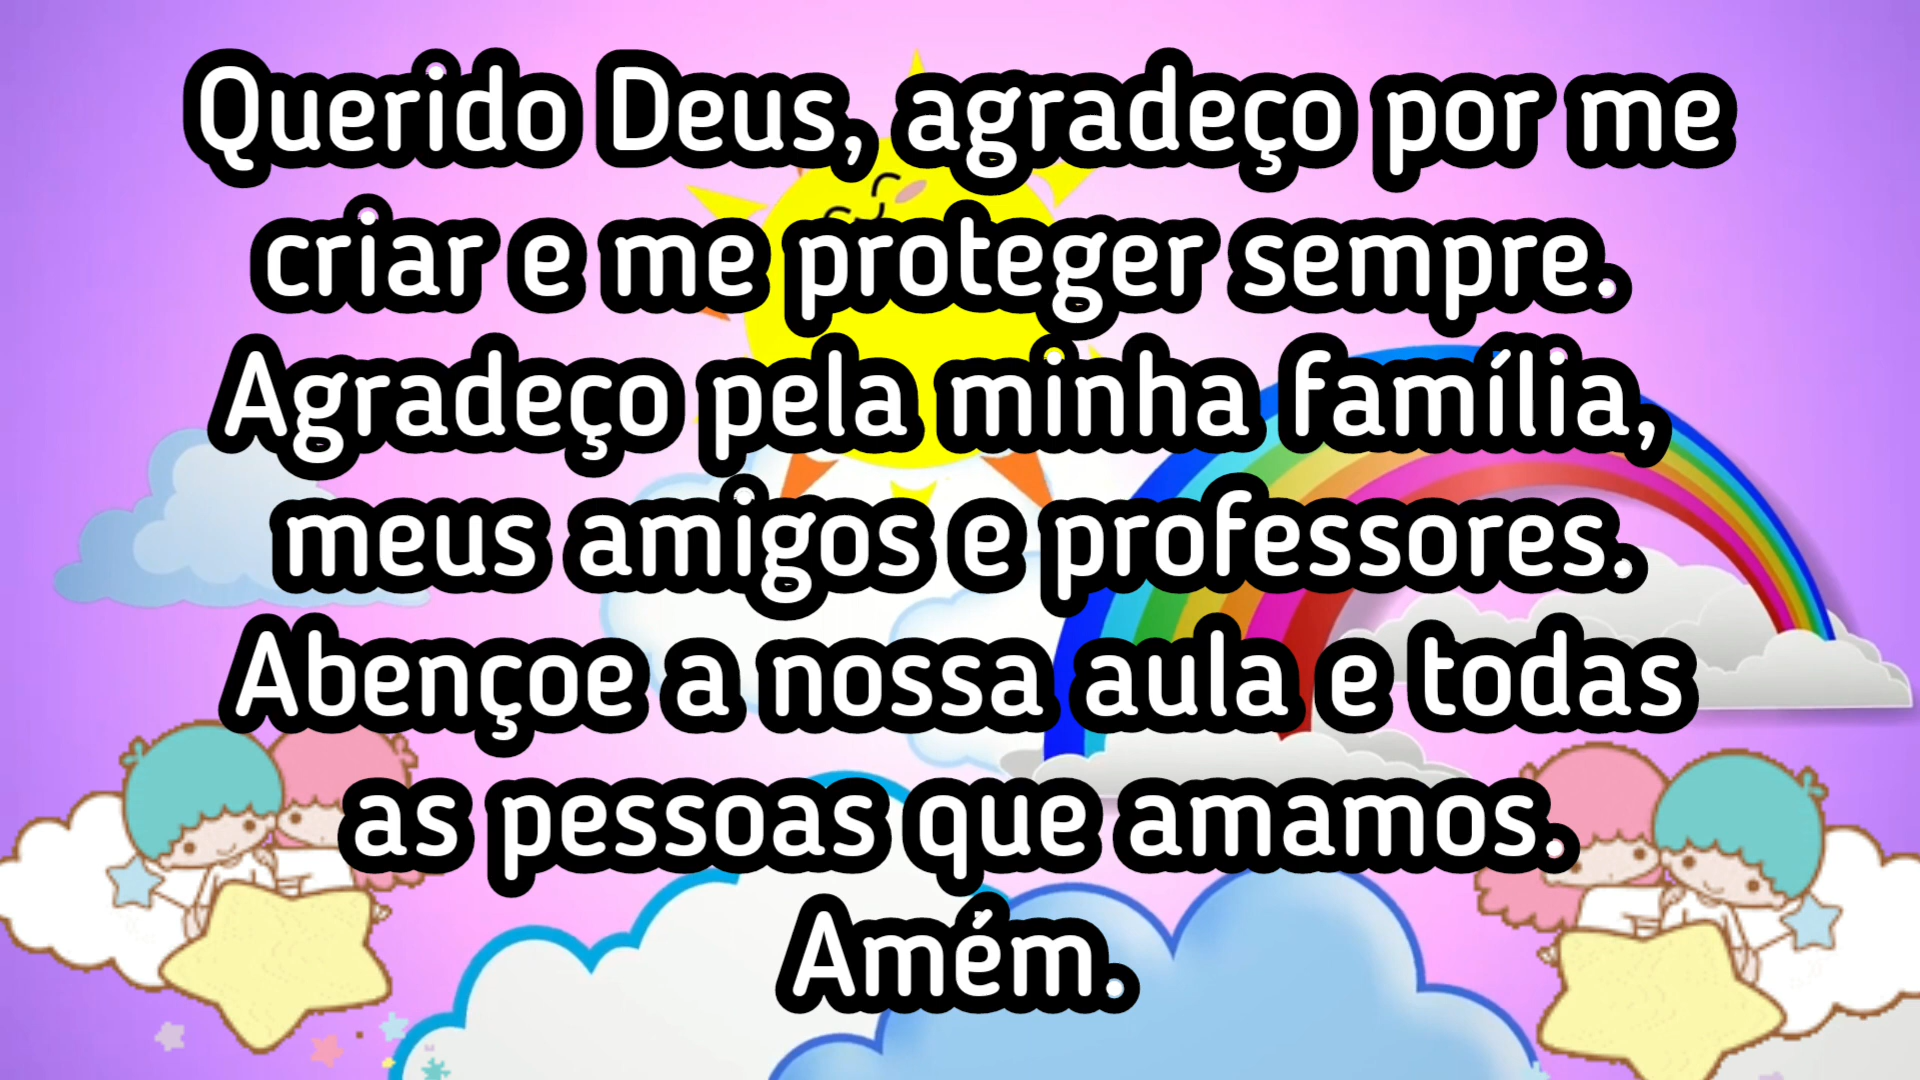 Querido Deus, agradeço por me
criar e me proteger sempre.
Agradeço pela minha família,
meus amigos e professores.
Abençoe a nossa aula e todas
as pessoas que amamos.
Amém.